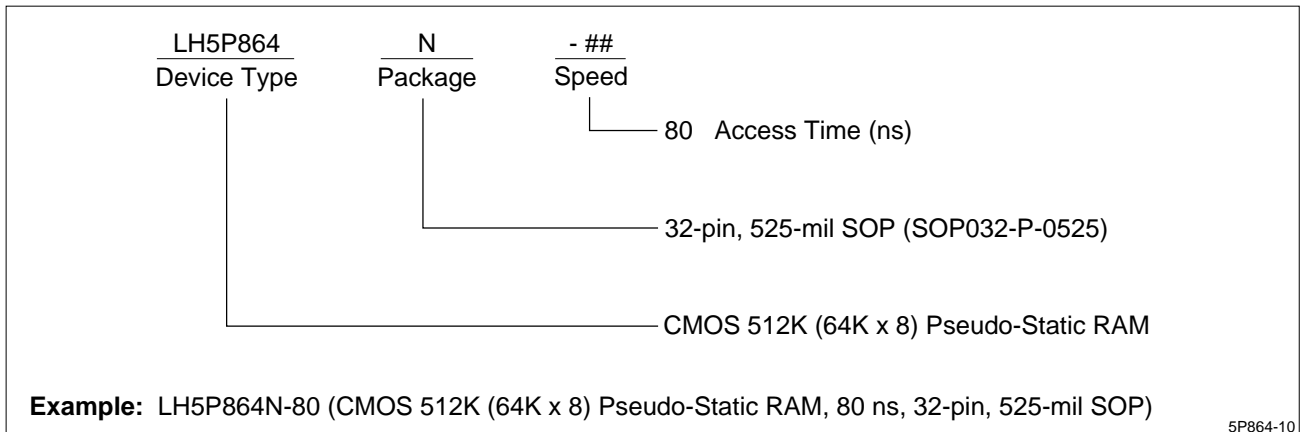 LH5P864 N - ##
Device Type Package Speed
80 Access Time (ns)
32-pin, 525-mil SOP (SOP032-P-0525)
CMOS 512K (64K x 8) Pseudo-Static RAM
Example: LH5P864N-80 (CMOS 512K (64K x 8) Pseudo-Static RAM, 80 ns, 32-pin, 525-mil SOP)
5P864-10